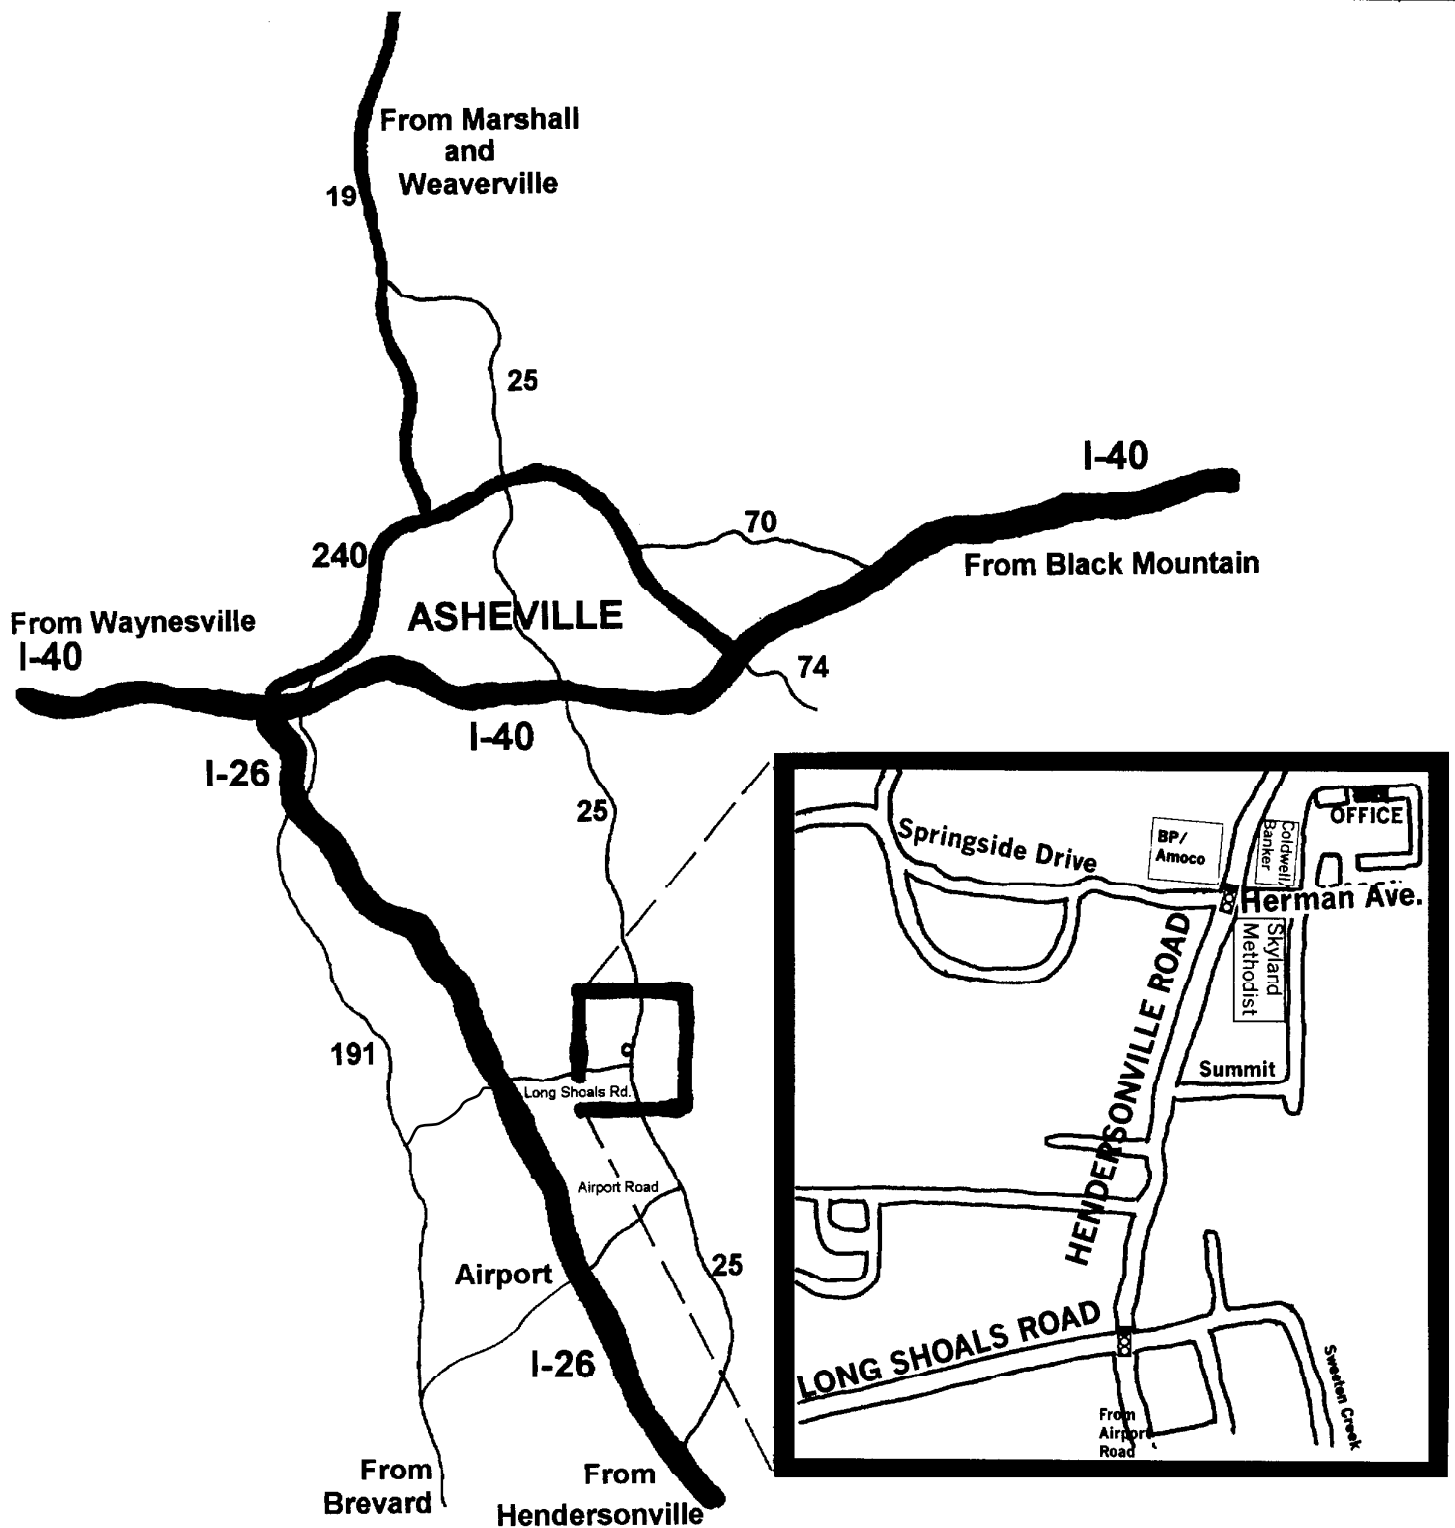 From Marshall
and
Weaverville
19
25
I-40
70
From Black Mountain
240
ASHEVILLE
From Waynesville
I-40
74
I-40
I-26
25
191
c
Long Shoals Rd.
Airport Road
Airport
25
I-26
From
Brevard
From
Hendersonville
Springside Drive
BP/
Amoco
Coldwell
Banker
OFFICE
Herman Ave.
Skyland
Methodist
HENDERSONVILLE ROAD
Summit
LONG SHOALS ROAD
From
Airport
Road
Sweeten Creek